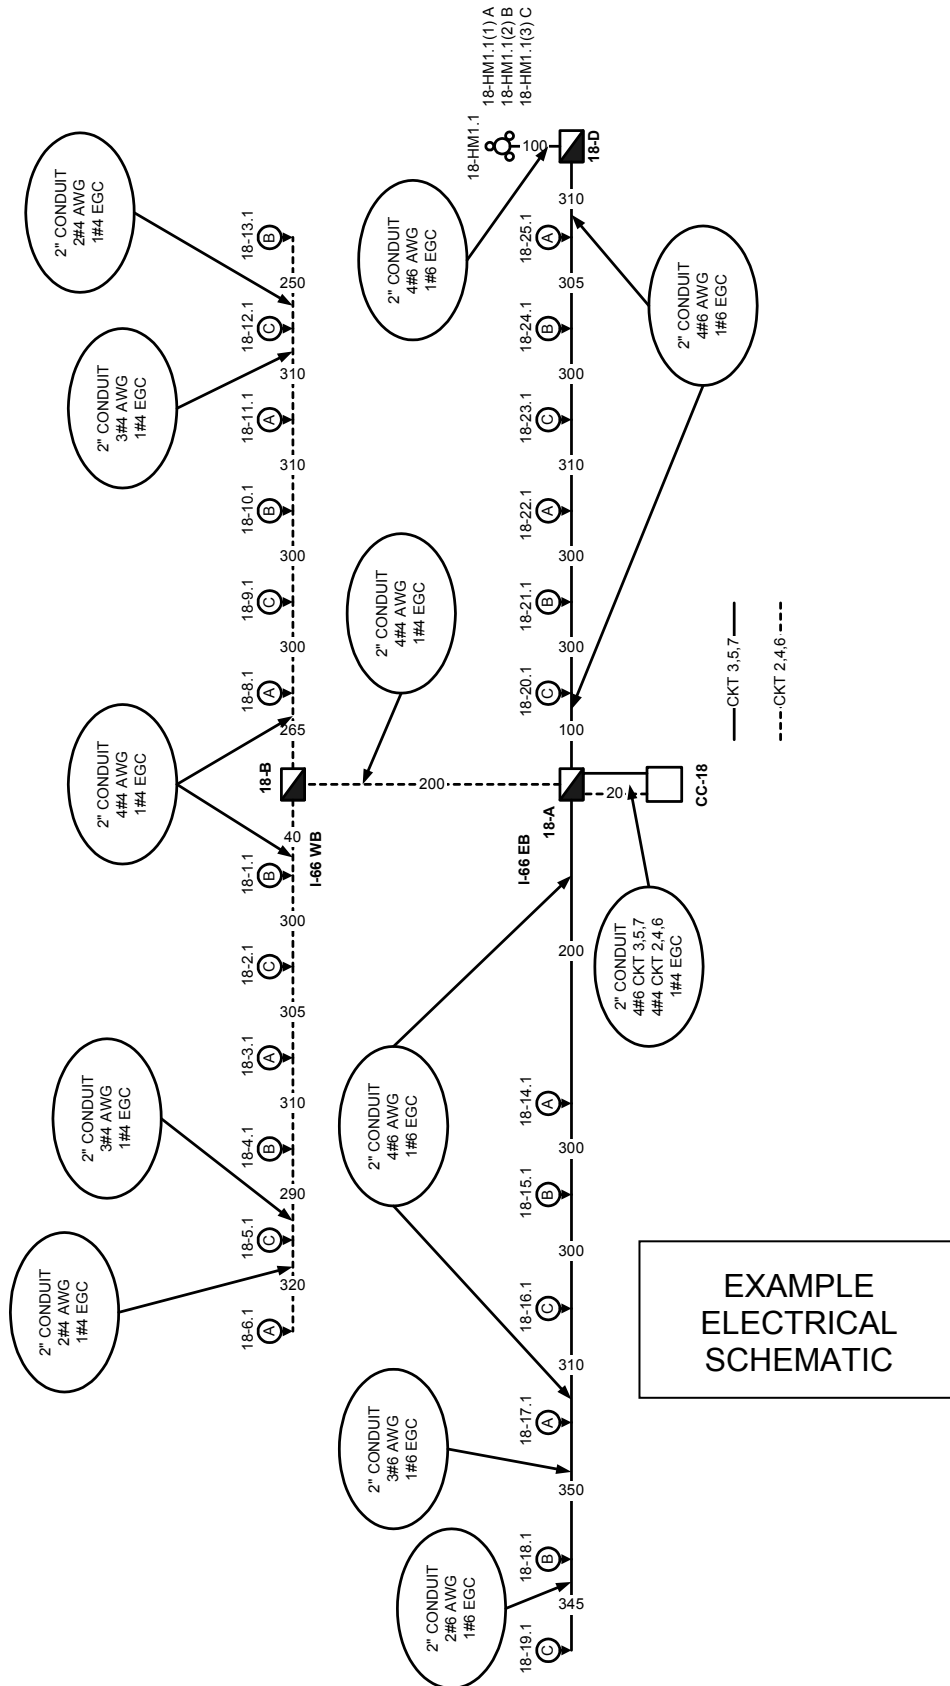 18-HM1.1(1) A
18-HM1.1(2) B
18-HM1.1(3) C
18-HM1.1
100
18-D
2" CONDUIT
2#4 AWG
1#4 EGC
2" CONDUIT
3#4 AWG
1#4 EGC
2" CONDUIT
4#4 AWG
1#4 EGC
2" CONDUIT
3#4 AWG
1#4 EGC
2" CONDUIT
2#4 AWG
1#4 EGC
18-6.1
A
320
18-5.1
C
290
18-4.1
B
310
18-3.1
A
305
18-2.1
C
300
18-1.1
B
40
I-66 WB
18-B
265
18-8.1
A
300
18-9.1
C
300
18-10.1
B
310
18-11.1
A
310
18-12.1
C
250
18-13.1
B
2" CONDUIT
4#4 AWG
1#4 EGC
200
2" CONDUIT
4#6 AWG
1#6 EGC
2" CONDUIT
4#6 AWG
1#6 EGC
2" CONDUIT
3#6 AWG
1#6 EGC
2" CONDUIT
2#6 AWG
1#6 EGC
18-19.1
C
345
18-18.1
B
350
18-17.1
A
310
18-16.1
C
300
18-15.1
B
300
18-14.1
A
200
I-66 EB
18-A
100
18-20.1
C
300
18-21.1
B
300
18-22.1
A
310
18-23.1
C
300
18-24.1
B
305
18-25.1
A
310
2" CONDUIT
4#6 AWG
1#6 EGC
2" CONDUIT
4#6 CKT 3,5,7
4#4 CKT 2,4,6
1#4 EGC
20
CC-18
CKT 3,5,7
CKT 2,4,6
EXAMPLE
ELECTRICAL
SCHEMATIC